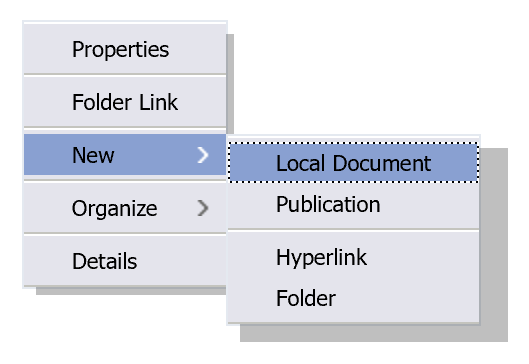 Properties
Folder Link
New
Organize
Details
Local Document
Publication
Hyperlink
Folder